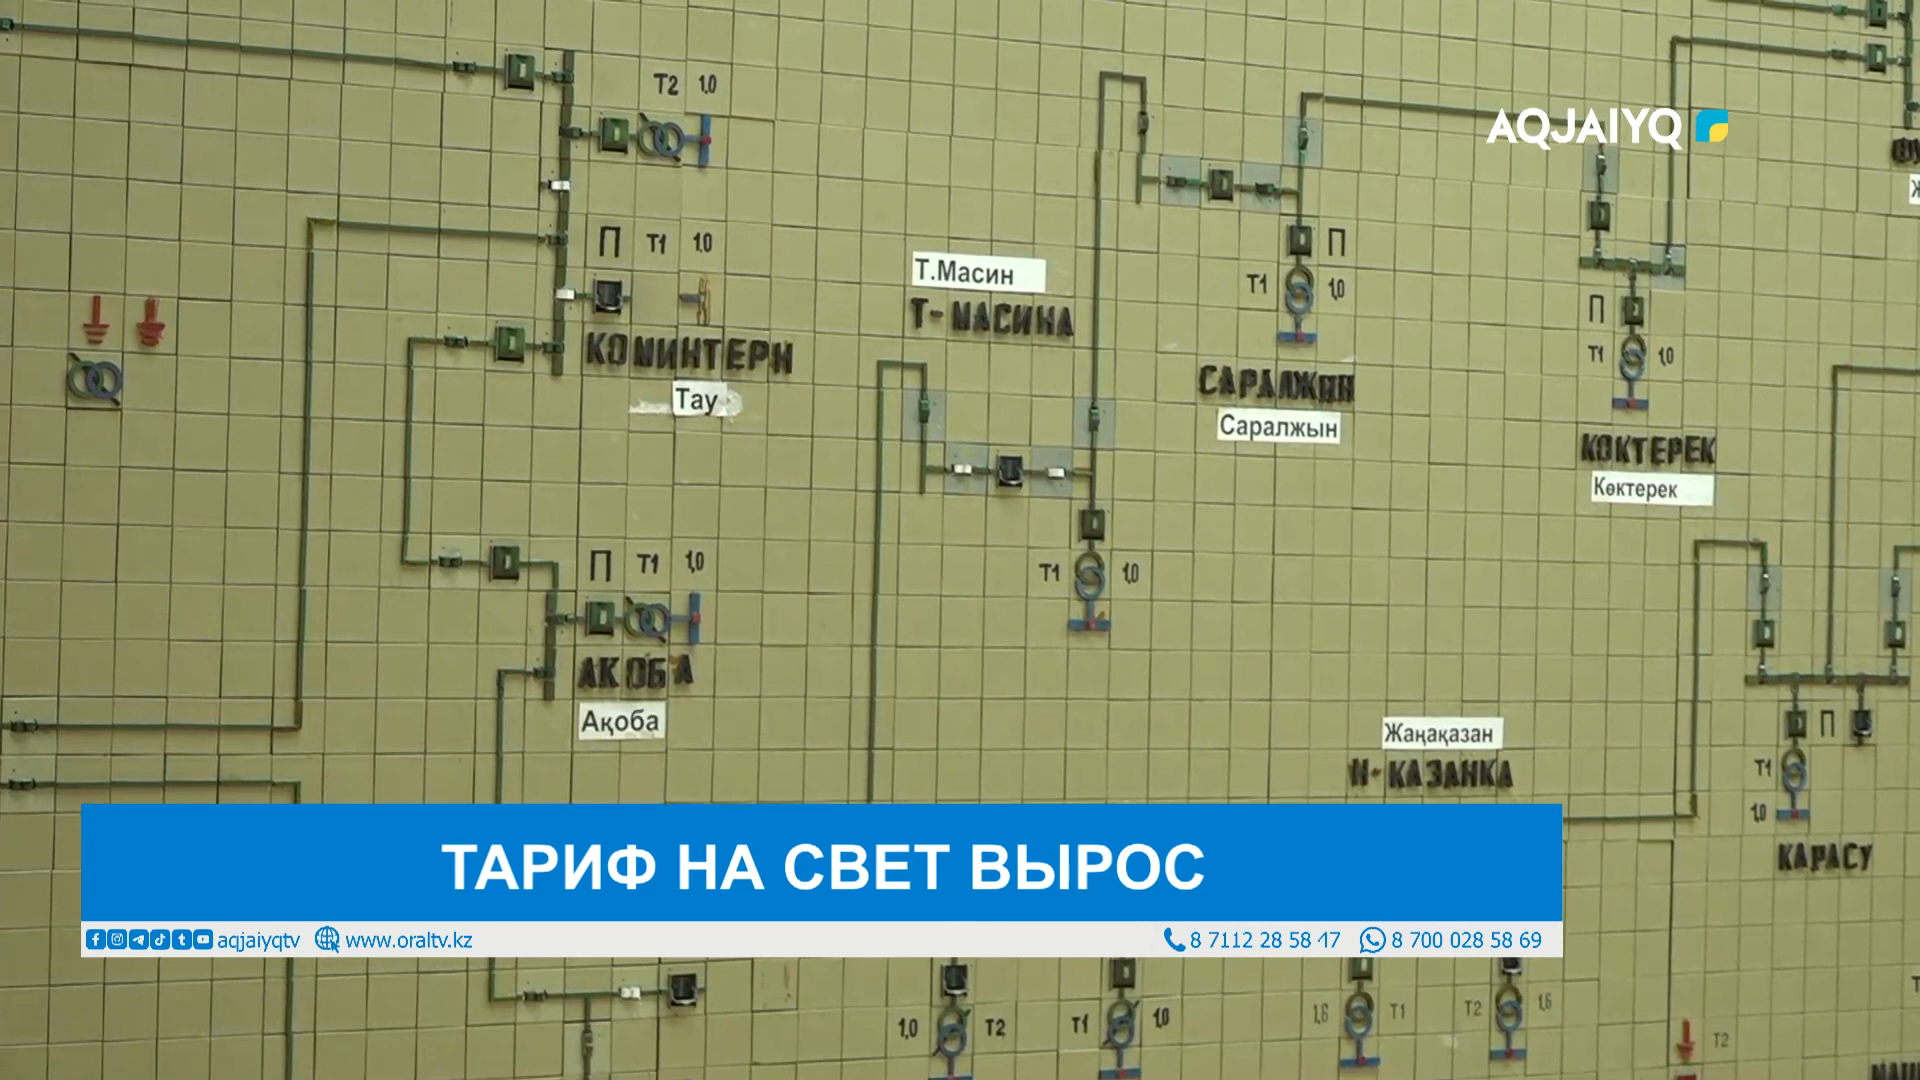 Т2 1,0
AQJAIYQ
П Т1 1.0
Т.Масин
Т-МАСИНА
П
Т1 1,0
КОМИНТЕРН
Тау
САРАЛЖИН
Саралжын
П
Т1 1,0
КОКТЕРЕК
Көктерек
П Т1 1,0
Т1 1,0
АКОБА
Ақоба
Жаңақазан
Н-КАЗАНКА
П
Т1
1,0
КАРАСУ
ТАРИФ НА СВЕТ ВЫРОС
aqjaiyqtv www.oraltv.kz 8 7112 28 58 17 8 700 028 58 69
1,0 Т2 Т1 1,0 1,6 Т1 Т2 1,6
Т2